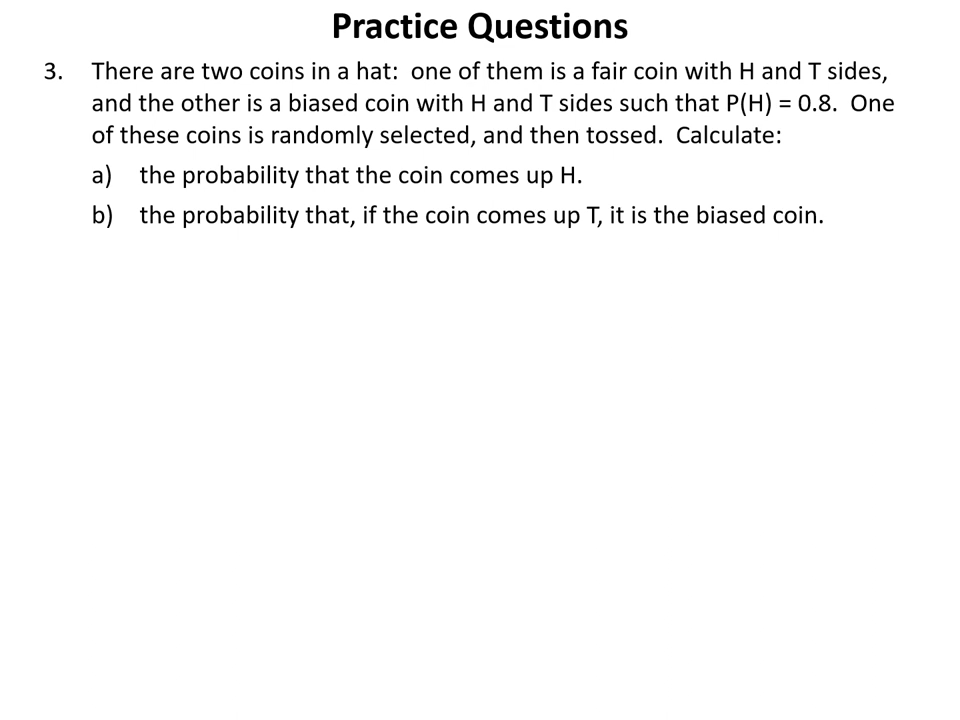 Practice Questions
3. There are two coins in a hat: one of them is a fair coin with H and T sides,
and the other is a biased coin with H and T sides such that P(H) = 0.8. One
of these coins is randomly selected, and then tossed. Calculate:
a) the probability that the coin comes up H.
b) the probability that, if the coin comes up T, it is the biased coin.